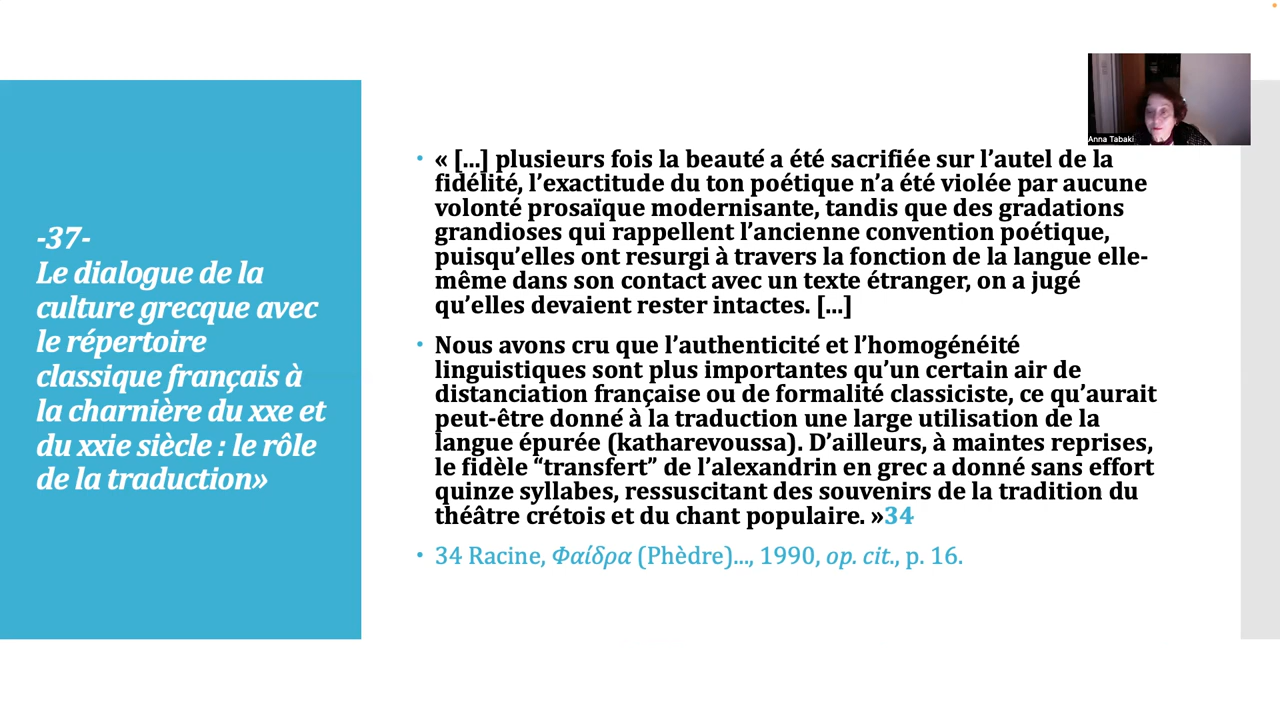 -37-
Le dialogue de la
culture grecque avec
le répertoire
classique français à
la charnière du xxe et
du xxie siècle : le rôle
de la traduction»
Anna Tabaki
• « [...] plusieurs fois la beauté a été sacrifiée sur l’autel de la
fidélité, l’exactitude du ton poétique n’a été violée par aucune
volonté prosaïque modernisante, tandis que des gradations
grandioses qui rappellent l’ancienne convention poétique,
puisqu’elles ont resurgi à travers la fonction de la langue elle-
même dans son contact avec un texte étranger, on a jugé
qu’elles devaient rester intactes. [...]
• Nous avons cru que l’authenticité et l’homogénéité
linguistiques sont plus importantes qu’un certain air de
distanciation française ou de formalité classiciste, ce qu’aurait
peut-être donné à la traduction une large utilisation de la
langue épurée (katharevoussa). D’ailleurs, à maintes reprises,
le fidèle “transfert” de l’alexandrin en grec a donné sans effort
quinze syllabes, ressuscitant des souvenirs de la tradition du
théâtre crétois et du chant populaire. »34
• 34 Racine, Φαίδρα (Phèdre)..., 1990, op. cit., p. 16.